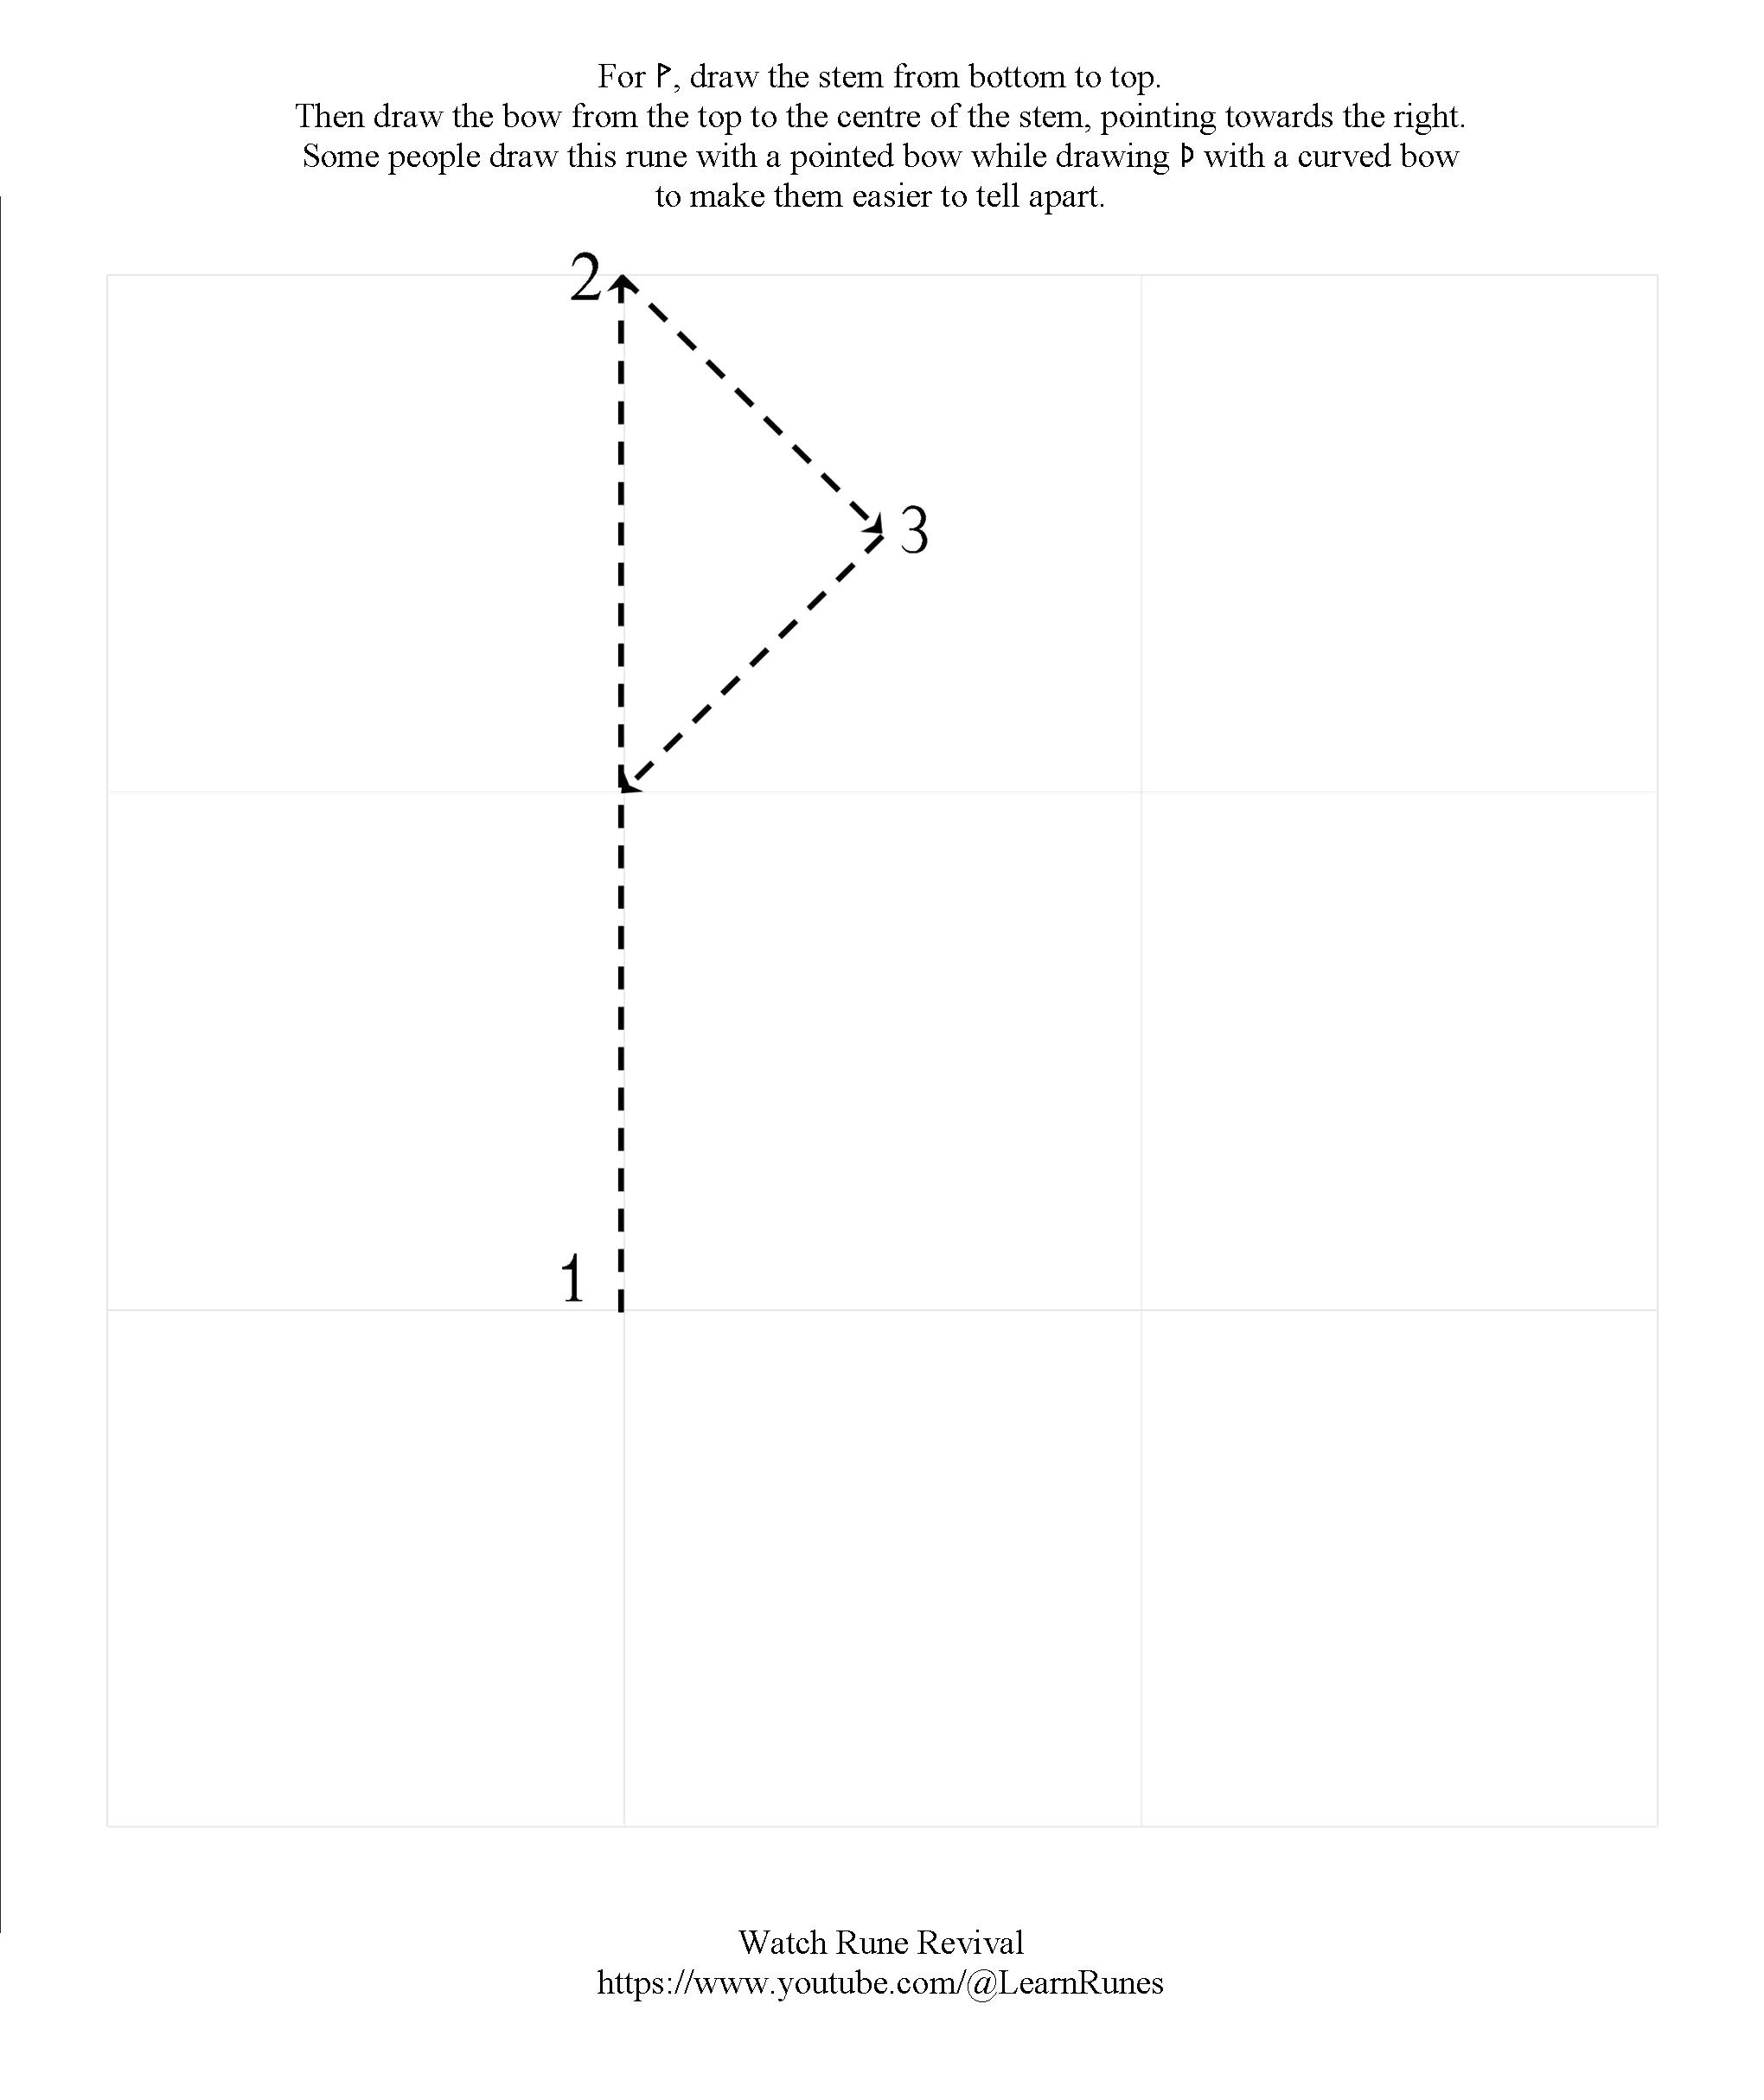 For ᚹ, draw the stem from bottom to top.
Then draw the bow from the top to the centre of the stem, pointing towards the right.
Some people draw this rune with a pointed bow while drawing ᚦ with a curved bow
to make them easier to tell apart.
2
3
1
Watch Rune Revival
https://www.youtube.com/@LearnRunes